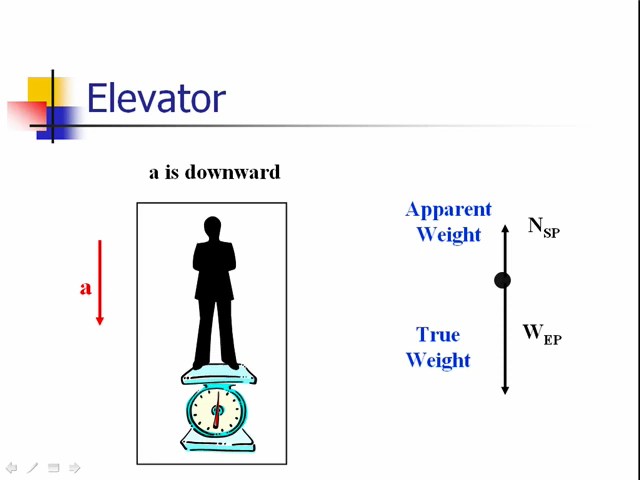 Elevator
a is downward
a
Apparent
Weight
N_SP
True
Weight
W_EP